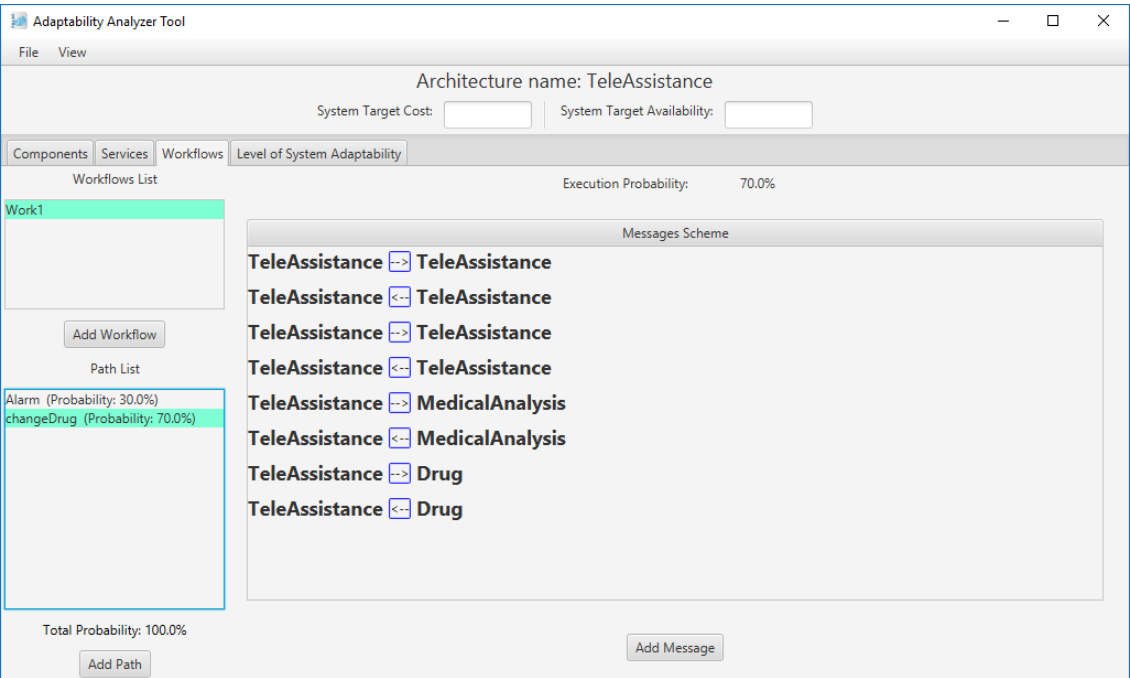 Adaptability Analyzer Tool
File View
Architecture name: TeleAssistance
System Target Cost: System Target Availability:
Components Services Workflows Level of System Adaptability
Workflows List
Execution Probability: 70.0%
Work1
Messages Scheme
TeleAssistance --> TeleAssistance
TeleAssistance <-- TeleAssistance
TeleAssistance --> TeleAssistance
TeleAssistance <-- TeleAssistance
TeleAssistance --> MedicalAnalysis
TeleAssistance <-- MedicalAnalysis
TeleAssistance --> Drug
TeleAssistance <-- Drug
Add Workflow
Path List
Alarm (Probability: 30.0%)
changeDrug (Probability: 70.0%)
Total Probability: 100.0%
Add Path
Add Message